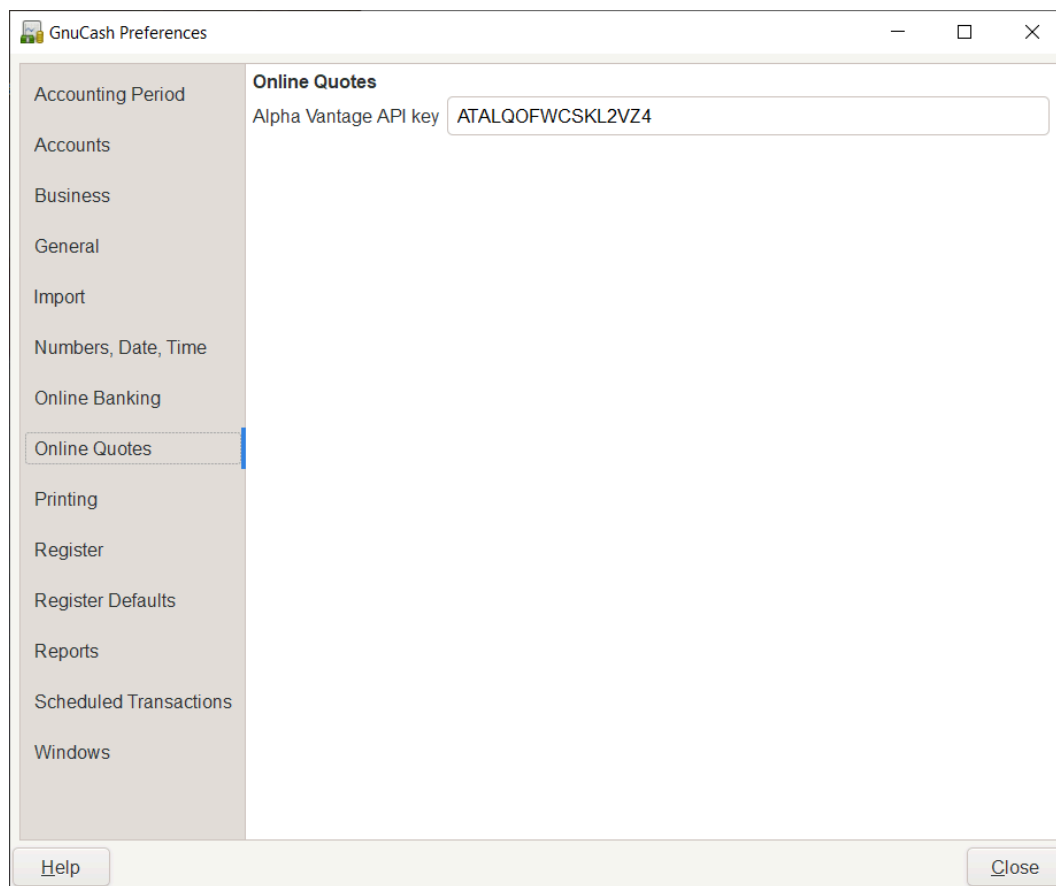 GnuCash Preferences
Accounting Period
Accounts
Business
General
Import
Numbers, Date, Time
Online Banking
Online Quotes
Printing
Register
Register Defaults
Reports
Scheduled Transactions
Windows
Online Quotes
Alpha Vantage API key ATALQOFWCSKL2VZ4
Help
Close